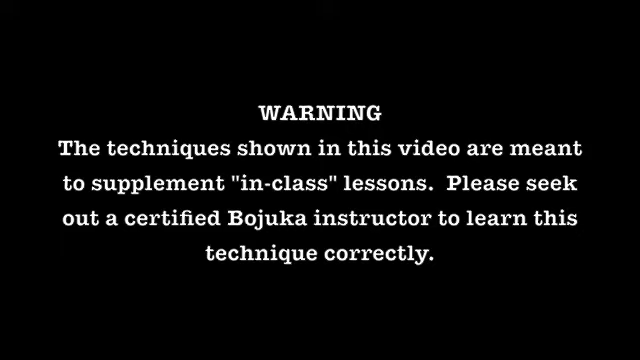 WARNING
The techniques shown in this video are meant
to supplement "in-class" lessons.  Please seek
out a certified Bojuka instructor to learn this
technique correctly.